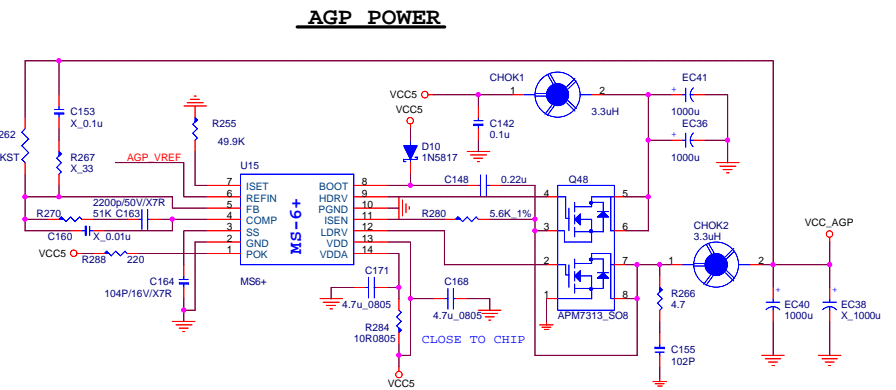 AGP POWER
CHOK1
1
2
3.3uH
EC41
1000u
EC36
1000u
VCC5
VCC5
C142
0.1u
D10
1N5817
C153
X_0.1u
R267
X_33
R255
49.9K
AGP_VREF
U15
7 ISET
6 REFIN
5 FB
4 COMP
3 SS
2 GND
1 POK
MS-6+
BOOT 8
HDRV 9
PGND 10
ISEN 11
LDRV 12
VDD 13
VDDA 14
MS6+
2200p/50V/X7R
R270
51K
C163
C160
X_0.01u
VCC5
R288
220
C164
104P/16V/X7R
C148
0.22u
R280
5.6K_1%
Q48
4
3
2
1
5
6
7
8
APM7313_SO8
CHOK2
3.3uH
1
2
VCC_AGP
R266
4.7
C155
102P
EC40
1000u
EC38
X_1000u
C171
4.7u_0805
C168
4.7u_0805
R284
10R0805
CLOSE TO CHIP
VCC5